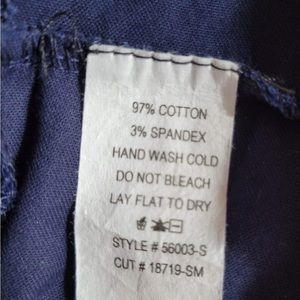 97% COTTON
3% SPANDEX
HAND WASH COLD
DO NOT BLEACH
LAY FLAT TO DRY
STYLE # 56003-S
CUT # 18719-SM